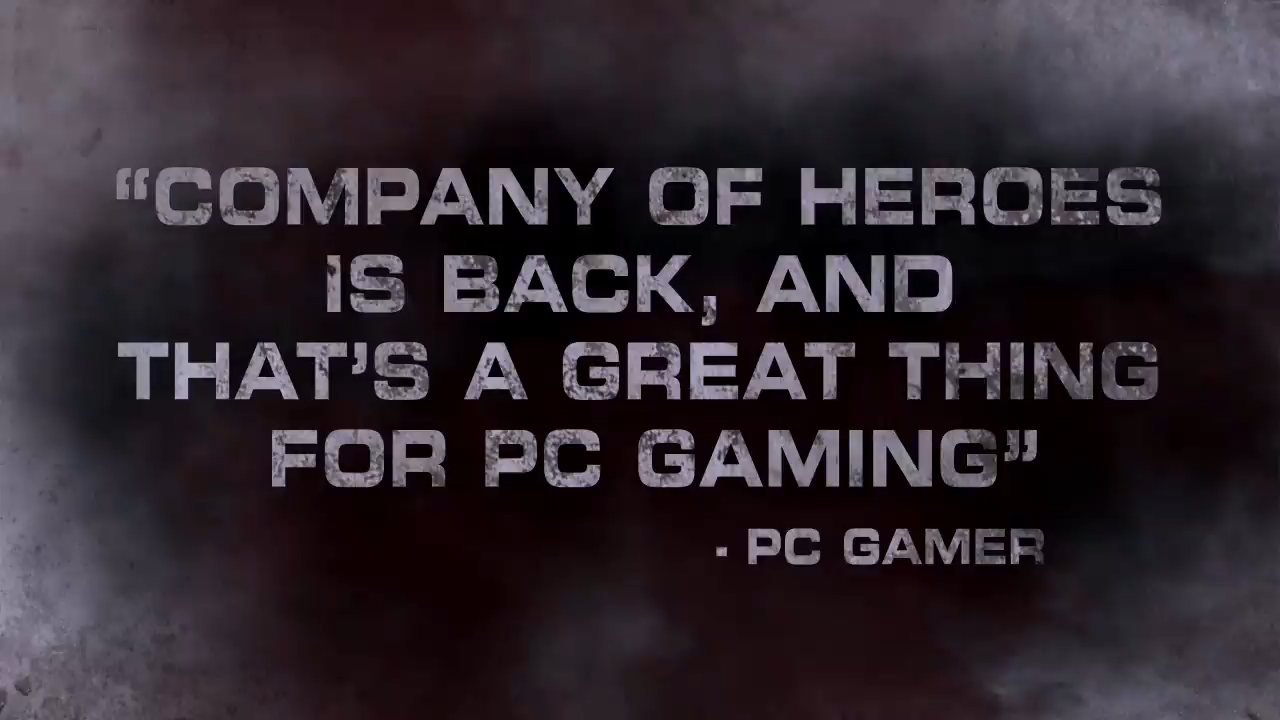 “COMPANY OF HEROES
IS BACK, AND
THAT’S A GREAT THING
FOR PC GAMING”
- PC GAMER